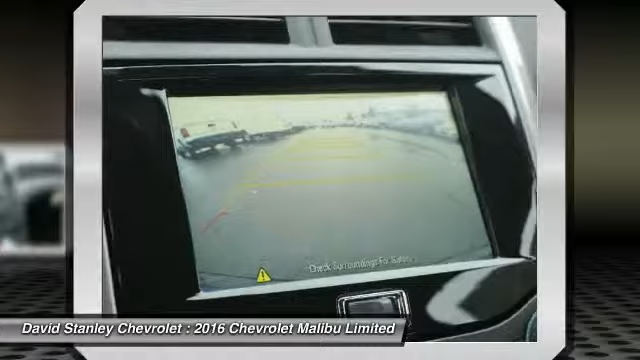 Check Surroundings For Safety
David Stanley Chevrolet : 2016 Chevrolet Malibu Limited